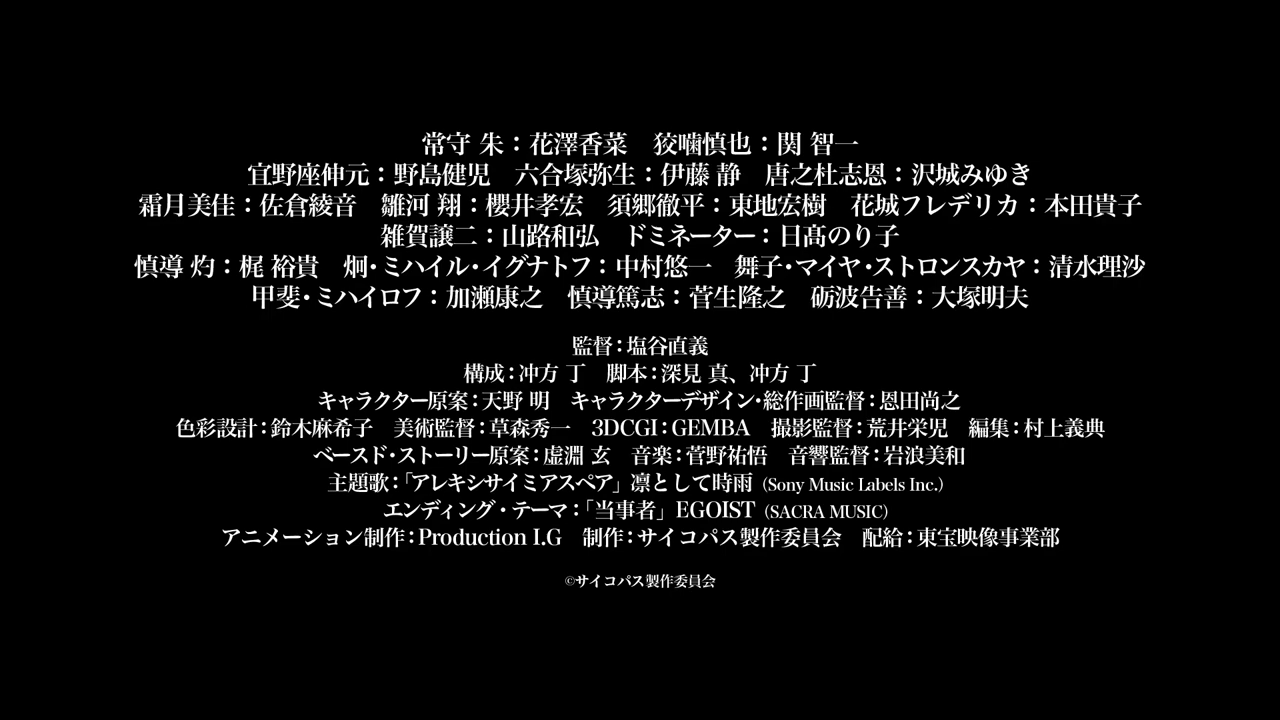 常守 朱：花澤香菜　狡噛慎也：関 智一
宜野座伸元：野島健児　六合塚弥生：伊藤 静　唐之杜志恩：沢城みゆき
霜月美佳：佐倉綾音　雛河 翔：櫻井孝宏　須郷徹平：東地宏樹　花城フレデリカ：本田貴子
雑賀譲二：山路和弘　ドミネーター：日髙のり子
慎導 灼：梶 裕貴　炯・ミハイル・イグナトフ：中村悠一　舞子・マイヤ・ストロンスカヤ：清水理沙
甲斐・ミハイロフ：加瀬康之　慎導篤志：菅生隆之　砺波告善：大塚明夫
監督：塩谷直義
構成：冲方 丁　脚本：深見 真、冲方 丁
キャラクター原案：天野 明　キャラクターデザイン・総作画監督：恩田尚之
色彩設計：鈴木麻希子　美術監督：草森秀一　3DCGI：GEMBA　撮影監督：荒井栄児　編集：村上義典
ベースド・ストーリー原案：虚淵 玄　音楽：菅野祐悟　音響監督：岩浪美和
主題歌：「アレキシサイミアスペア」凛として時雨（Sony Music Labels Inc.）
エンディング・テーマ：「当事者」EGOIST（SACRA MUSIC）
アニメーション制作：Production I.G　制作：サイコパス製作委員会　配給：東宝映像事業部
©サイコパス製作委員会